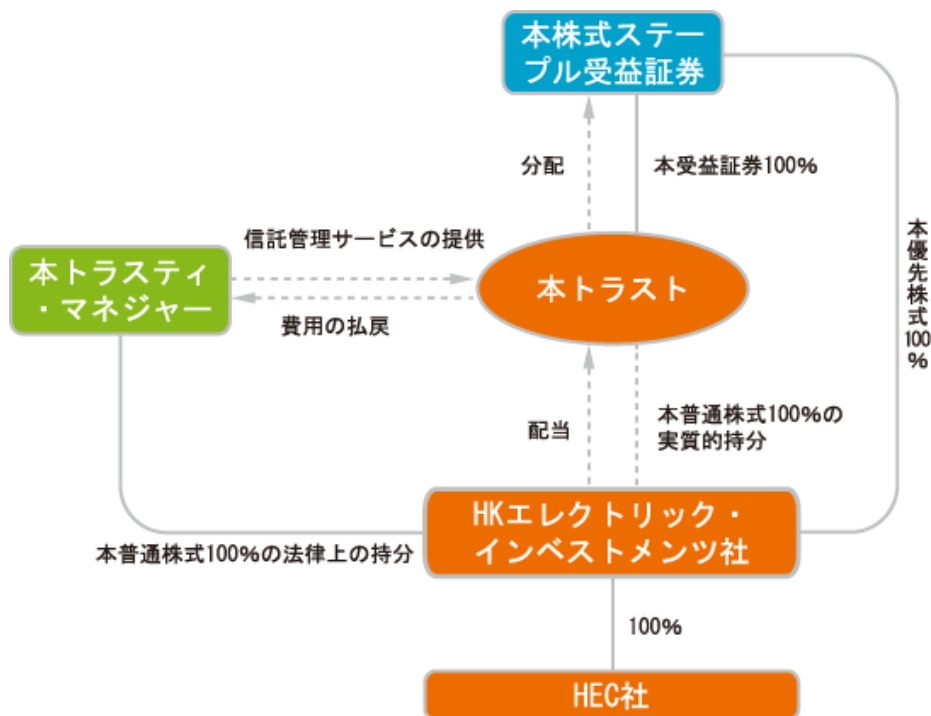 本株式ステー
プル受益証券
分配
本受益証券100%
信託管理サービスの提供
本トラスティ
・マネジャー
本トラスト
費用の払戻
本優先株式100%
配当
本普通株式100%の
実質的持分
HKエレクトリック・
インベストメンツ社
本普通株式100%の法律上の持分
100%
HEC社